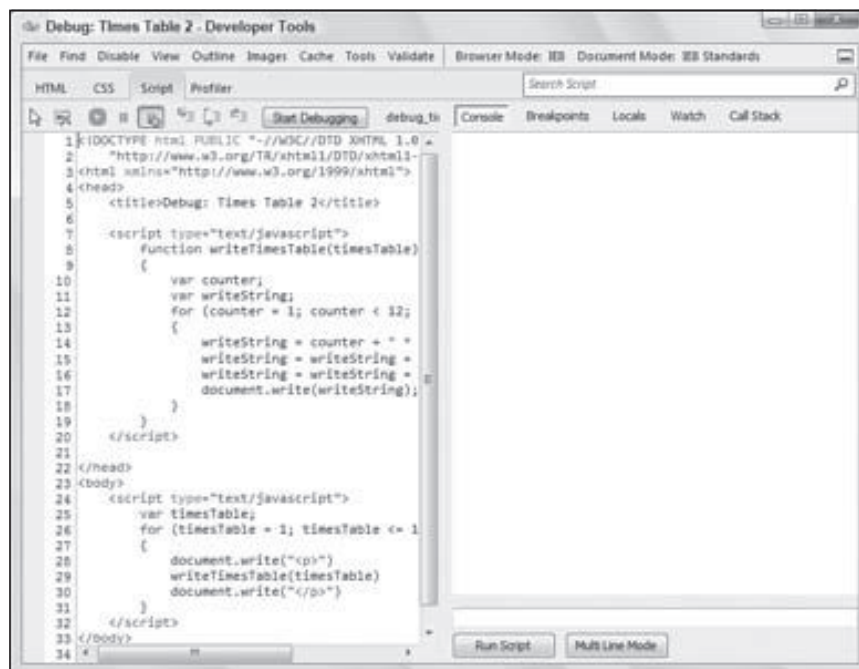 Debug: Times Table 2 - Developer Tools
File Find Disable View Outline Images Cache Tools Validate Browser Mode: IE8 Document Mode: IE8 Standards
HTML CSS Script Profiler Search Script
Start Debugging debug_ti Console Breakpoints Locals Watch Call Stack
1 <!DOCTYPE html PUBLIC "-//W3C//DTD XHTML 1.0
2 "http://www.w3.org/TR/xhtml1/DTD/xhtml1-
3 <html xmlns="http://www.w3.org/1999/xhtml">
4 <head>
5 <title>Debug: Times Table 2</title>
6
7 <script type="text/javascript">
8 function writeTimesTable(timesTable)
9 {
10 var counter;
11 var writeString;
12 for (counter = 1; counter < 12;
13 {
14 writeString = counter + " "
15 writeString = writeString +
16 writeString = writeString +
17 document.write(writeString);
18 }
19 }
20 </script>
21
22 </head>
23 <body>
24 <script type="text/javascript">
25 var timesTable;
26 for (timesTable = 1; timesTable <= 1
27 {
28 document.write("<p>")
29 writeTimesTable(timesTable)
30 document.write("</p>")
31 }
32 </script>
33 </body>
34
Run Script Multi Line Mode